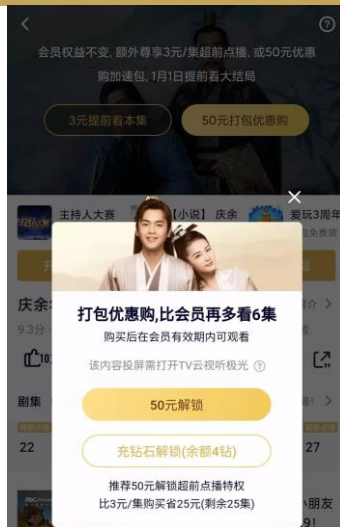 会员权益不变, 额外尊享3元/集超前点播, 或50元优惠
购加速包, 1月1日提前看大结局
3元提前看本集
50元打包优惠购
主持人大赛
【小说】 庆余
爱玩3周年
打包优惠购,比会员再多看6集
购买后在会员有效期内可观看
该内容投屏需打开TV云视听极光
50元解锁
充钻石解锁(余额4钻)
推荐50元解锁超前点播特权
比3元/集购买省25元(剩余25集)
庆余
9.3分
剧集
22
27
小朋友